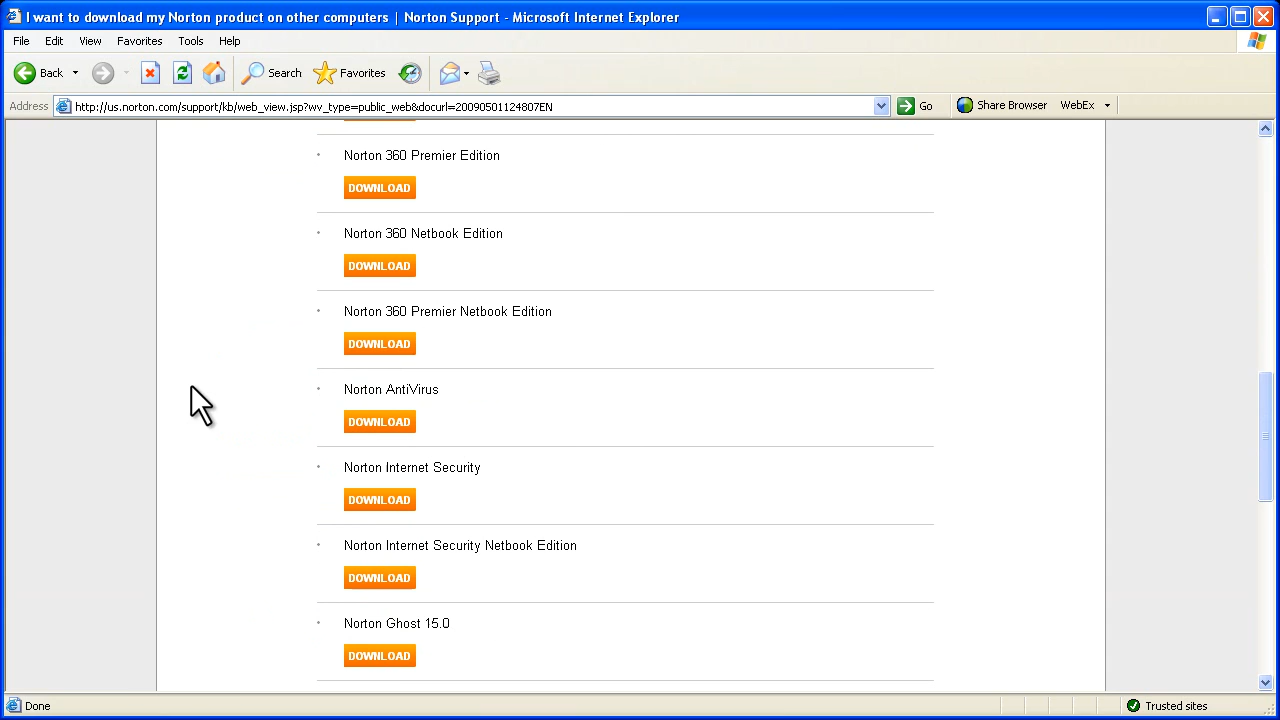 I want to download my Norton product on other computers | Norton Support - Microsoft Internet Explorer
File Edit View Favorites Tools Help
Back Search Favorites
Address http://us.norton.com/support/kb/web_view.jsp?wv_type=public_web&docurl=20090501124807EN Go Share Browser WebEx
Norton 360 Premier Edition
DOWNLOAD
Norton 360 Netbook Edition
DOWNLOAD
Norton 360 Premier Netbook Edition
DOWNLOAD
Norton AntiVirus
DOWNLOAD
Norton Internet Security
DOWNLOAD
Norton Internet Security Netbook Edition
DOWNLOAD
Norton Ghost 15.0
DOWNLOAD
Done Trusted sites